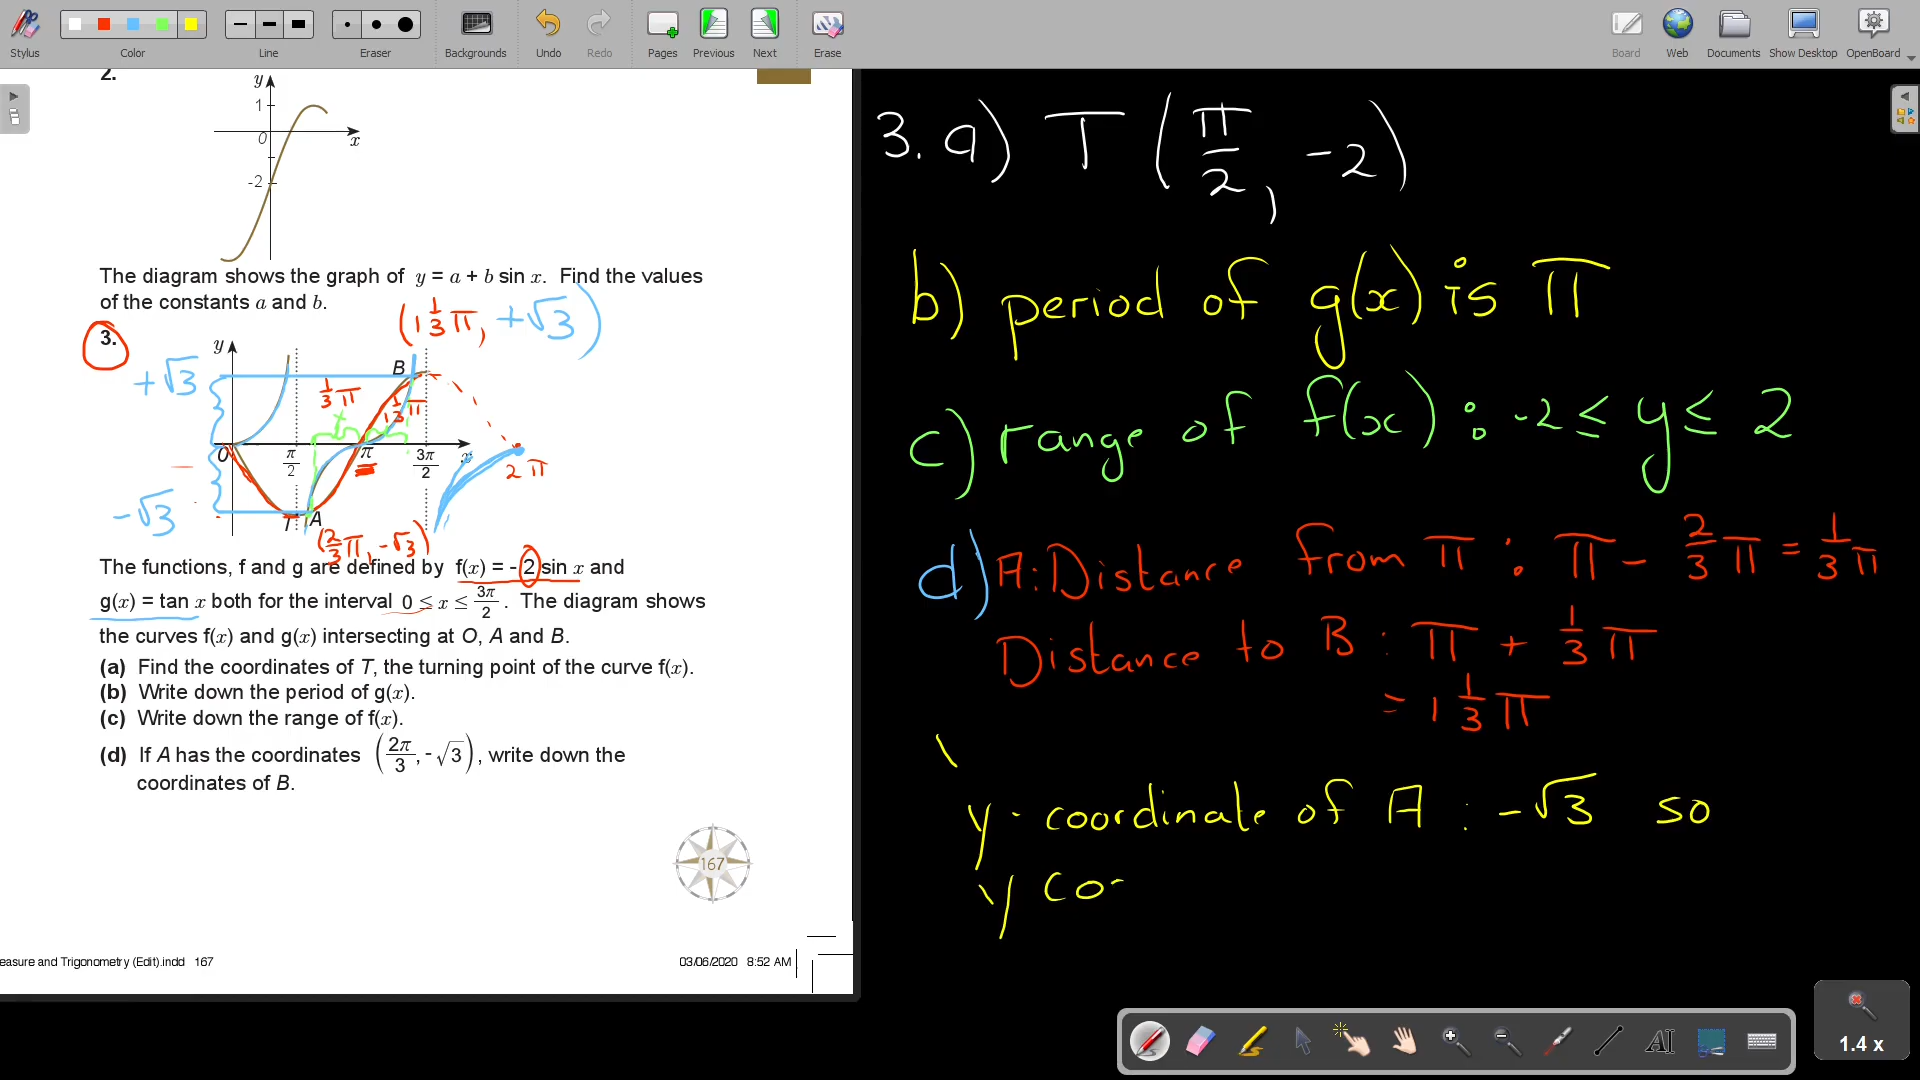 Stylus Color Line Eraser Backgrounds Undo Redo Pages Previous Next Erase Board Web Documents Show Desktop OpenBoard
2.
y
1
0
x
-2
The diagram shows the graph of y = a + b sin x. Find the values
of the constants a and b.
3.
(1 1/3 π, +√3)
y
+√3
B
1/3 π
1 1/3 π
0
π/2
π
3π/2
x
2π
-√3
T A
(2/3 π, -√3)
The functions, f and g are defined by f(x) = -2 sin x and
g(x) = tan x both for the interval 0 ≤ x ≤ 3π/2. The diagram shows
the curves f(x) and g(x) intersecting at O, A and B.
(a) Find the coordinates of T, the turning point of the curve f(x).
(b) Write down the period of g(x).
(c) Write down the range of f(x).
(d) If A has the coordinates (2π/3, -√3), write down the
coordinates of B.
167
easure and Trigonometry (Edit).indd 167
03/06/2020 8:52 AM
3. a) T (π/2, -2)
b) period of g(x) is π
c) range of f(x) : -2 ≤ y ≤ 2
d) A: Distance from π : π - 2/3 π = 1/3 π
Distance to B : π + 1/3 π
= 1 1/3 π
y-coordinate of A : -√3 so
y co
1.4 x